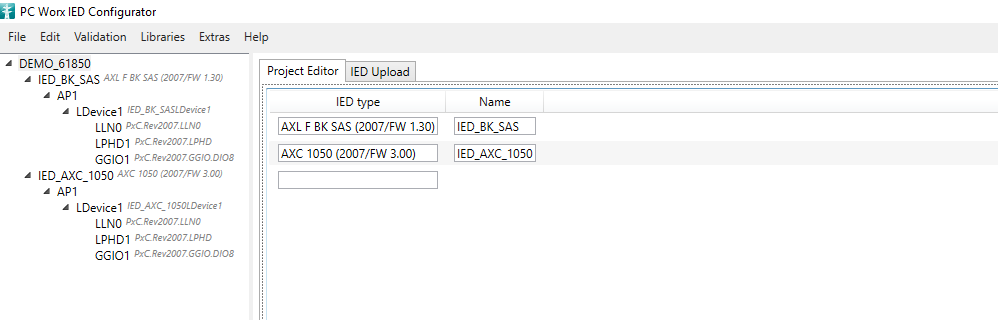 PC Worx IED Configurator
File Edit Validation Libraries Extras Help
DEMO_61850
IED_BK_SAS AXL F BK SAS (2007/FW 1.30)
AP1
LDevice1 IED_BK_SASLDevice1
LLN0 PxC.Rev2007.LLN0
LPHD1 PxC.Rev2007.LPHD
GGIO1 PxC.Rev2007.GGIO.DIO8
IED_AXC_1050 AXC 1050 (2007/FW 3.00)
AP1
LDevice1 IED_AXC_1050LDevice1
LLN0 PxC.Rev2007.LLN0
LPHD1 PxC.Rev2007.LPHD
GGIO1 PxC.Rev2007.GGIO.DIO8
Project Editor IED Upload
IED type Name
AXL F BK SAS (2007/FW 1.30) IED_BK_SAS
AXC 1050 (2007/FW 3.00) IED_AXC_1050